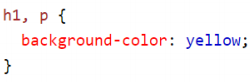 h1, p {
  background-color: yellow;
}